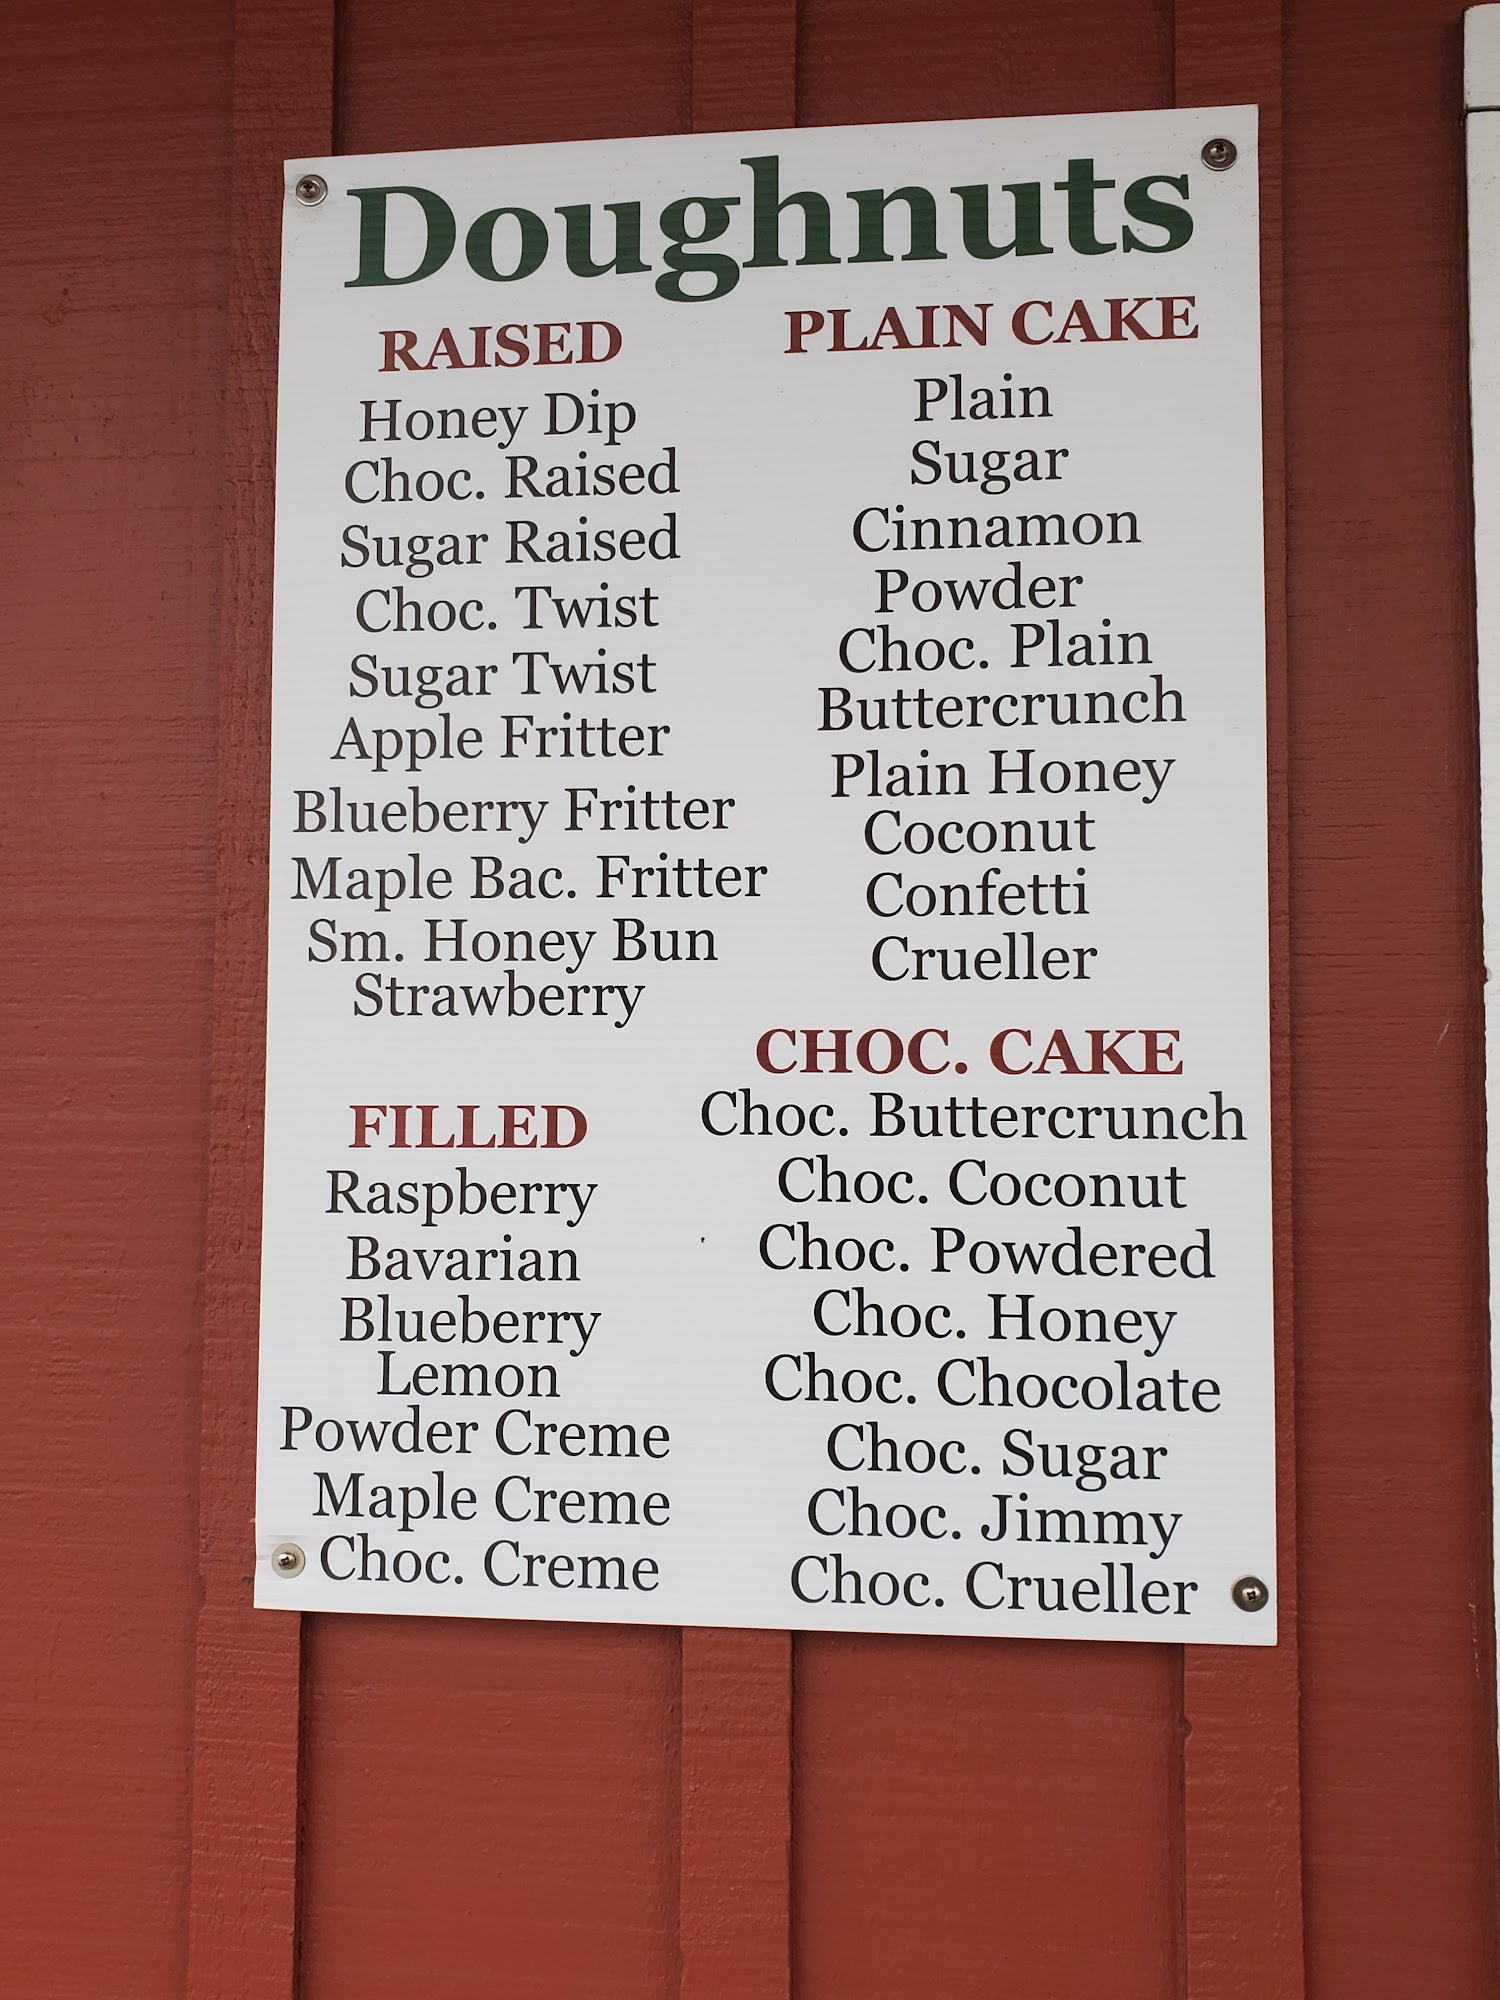 Doughnuts
RAISED
Honey Dip
Choc. Raised
Sugar Raised
Choc. Twist
Sugar Twist
Apple Fritter
Blueberry Fritter
Maple Bac. Fritter
Sm. Honey Bun
Strawberry
FILLED
Raspberry
Bavarian
Blueberry
Lemon
Powder Creme
Maple Creme
Choc. Creme
PLAIN CAKE
Plain
Sugar
Cinnamon
Powder
Choc. Plain
Buttercrunch
Plain Honey
Coconut
Confetti
Crueller
CHOC. CAKE
Choc. Buttercrunch
Choc. Coconut
Choc. Powdered
Choc. Honey
Choc. Chocolate
Choc. Sugar
Choc. Jimmy
Choc. Crueller